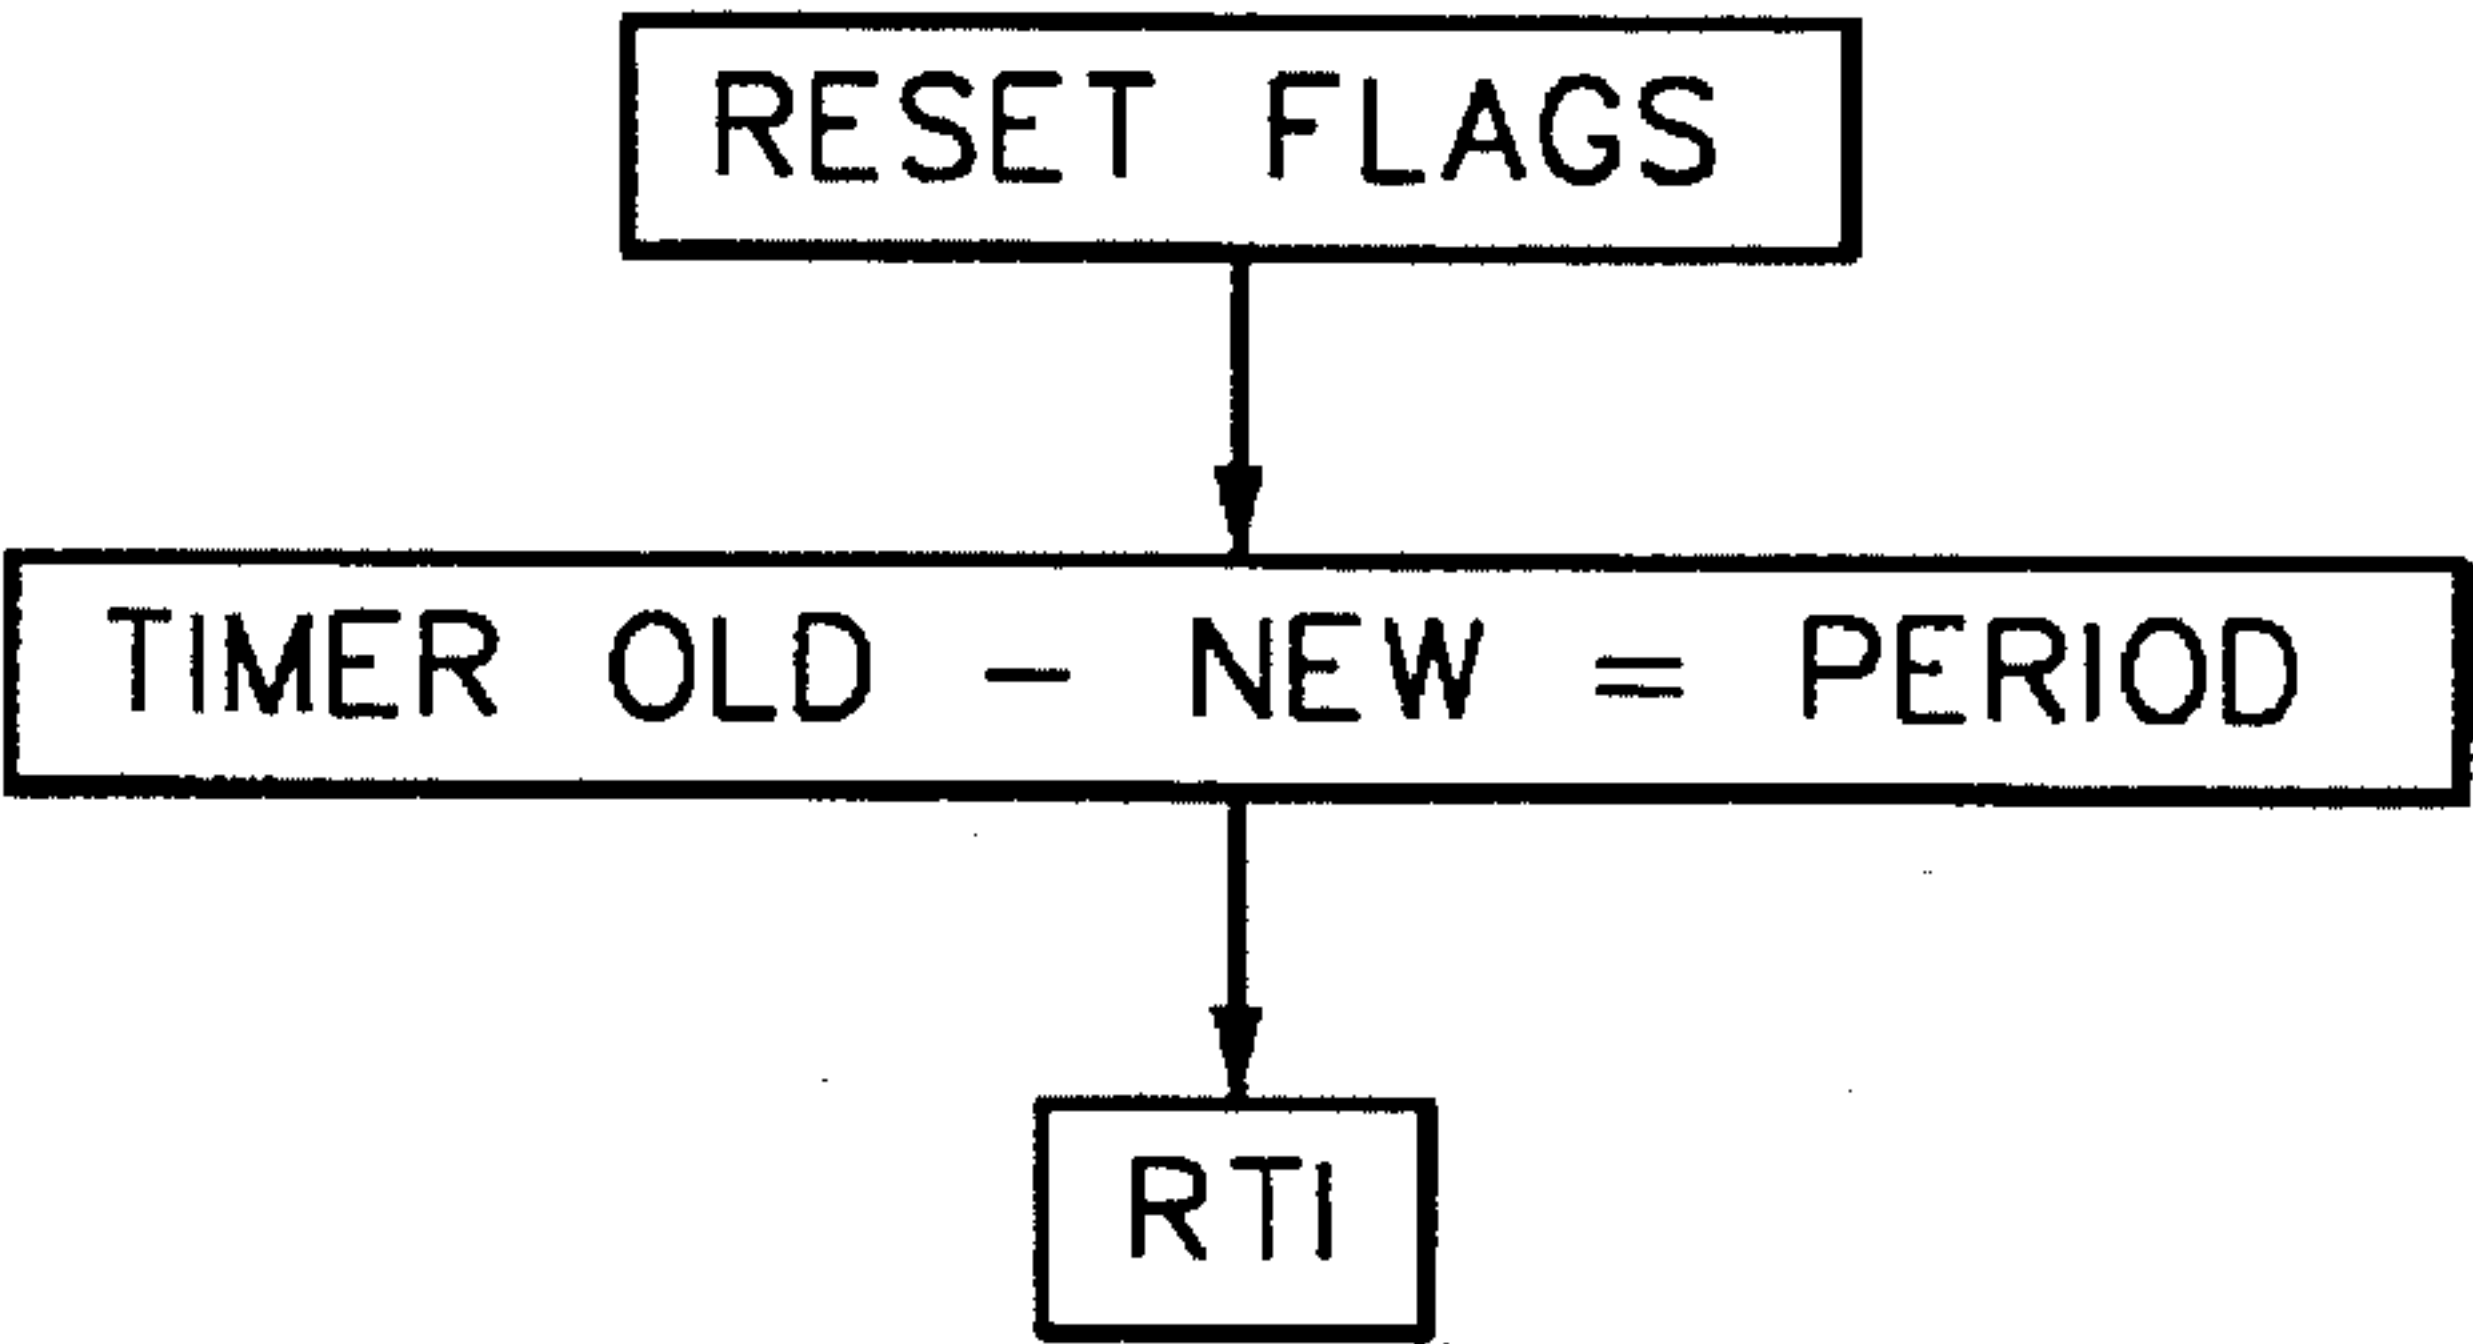 RESET FLAGS
TIMER OLD - NEW = PERIOD
RTI